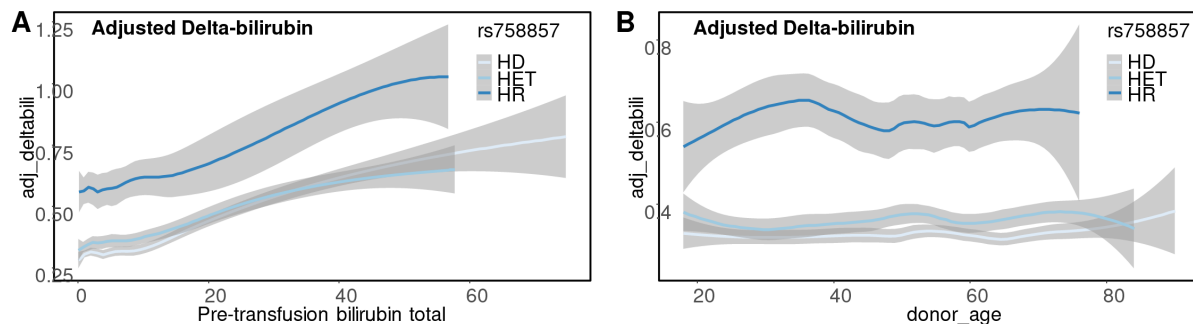 A
Adjusted Delta-bilirubin
rs758857
HD
HET
HR
adj_deltabili
1.25
1.00
0.75
0.50
0.25
0
20
40
60
Pre-transfusion bilirubin total
B
Adjusted Delta-bilirubin
rs758857
HD
HET
HR
adj_deltabili
0.8
0.6
0.4
20
40
60
80
donor_age